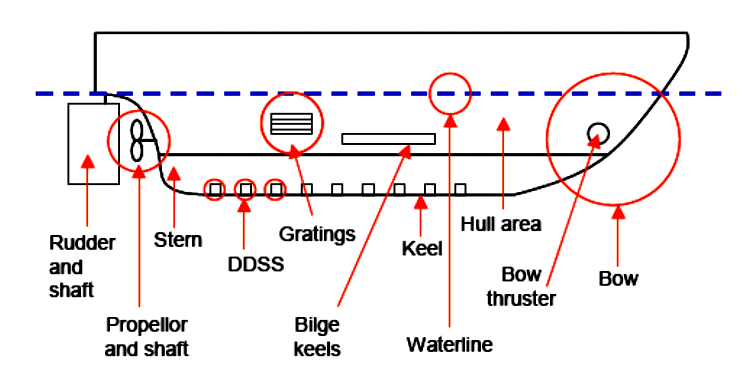 Rudder
and
shaft
Stern
DDSS
Gratings
Keel
Hull area
Bow
thruster
Bow
Propellor
and shaft
Bilge
keels
Waterline